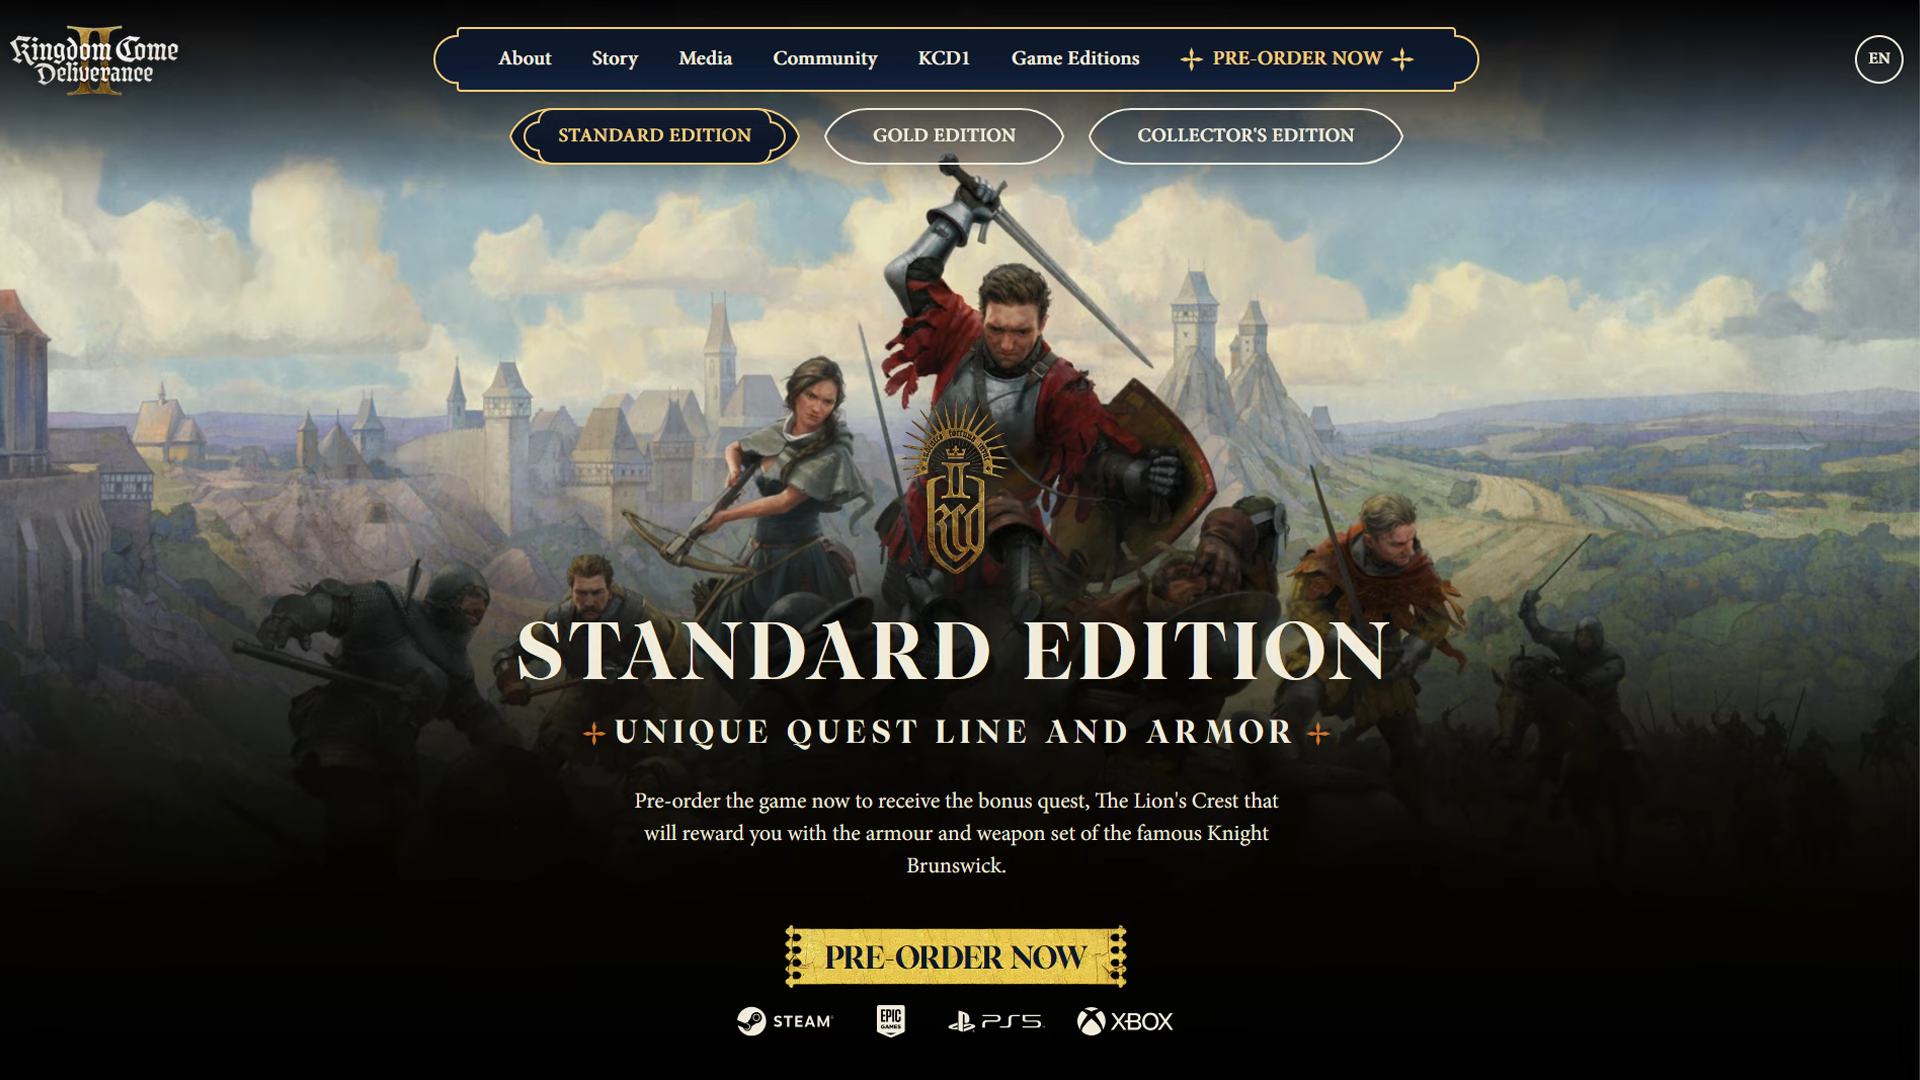 Kingdom Come
Deliverance
II
About Story Media Community KCD1 Game Editions PRE-ORDER NOW
EN
STANDARD EDITION GOLD EDITION COLLECTOR'S EDITION
II
kcd
STANDARD EDITION
UNIQUE QUEST LINE AND ARMOR
Pre-order the game now to receive the bonus quest, The Lion's Crest that
will reward you with the armour and weapon set of the famous Knight
Brunswick.
PRE-ORDER NOW
STEAM EPIC GAMES PS5 XBOX